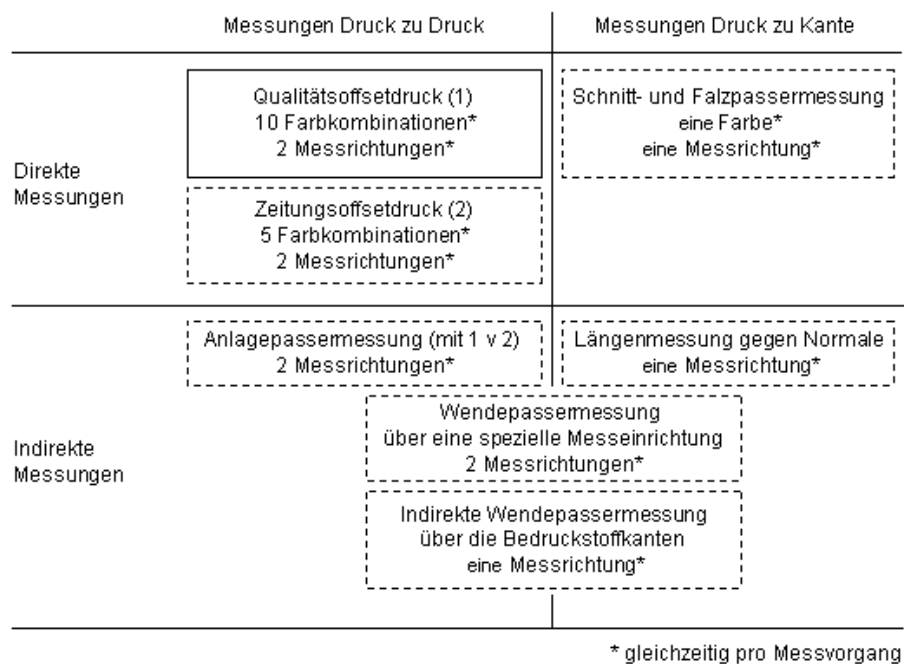 Messungen Druck zu Druck
Messungen Druck zu Kante
Direkte
Messungen
Qualitätsoffsetdruck (1)
10 Farbkombinationen*
2 Messrichtungen*
Schnitt- und Falzpassermessung
eine Farbe*
eine Messrichtung*
Zeitungsoffsetdruck (2)
5 Farbkombinationen*
2 Messrichtungen*
Indirekte
Messungen
Anlagepassermessung (mit 1 v 2)
2 Messrichtungen*
Längenmessung gegen Normale
eine Messrichtung*
Wendepassermessung
über eine spezielle Messeinrichtung
2 Messrichtungen*
Indirekte Wendepassermessung
über die Bedruckstoffkanten
eine Messrichtung*
* gleichzeitig pro Messvorgang